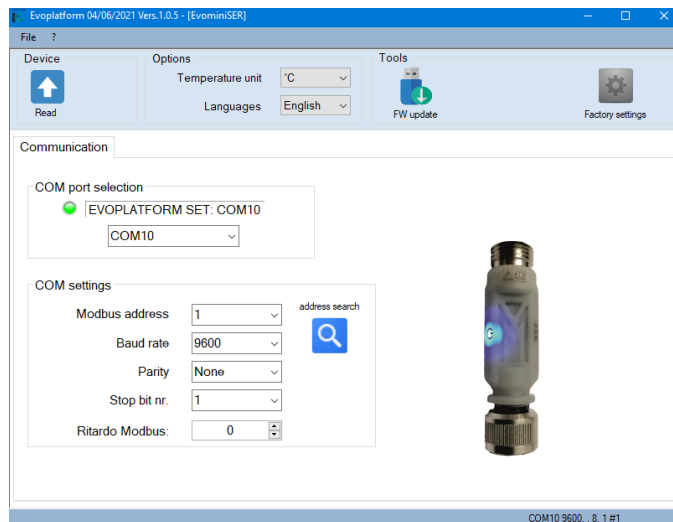 Evoplatform 04/06/2021 Vers.1.0.5 - [EvominiSER]
File ?
Device
Options
Tools
Temperature unit °C
Languages English
Read
FW update
Factory settings
Communication
COM port selection
EVOPLATFORM SET: COM10
COM10
COM settings
address search
Modbus address 1
Baud rate 9600
Parity None
Stop bit nr. 1
Ritardo Modbus: 0
COM10 9600, , 8, 1 #1